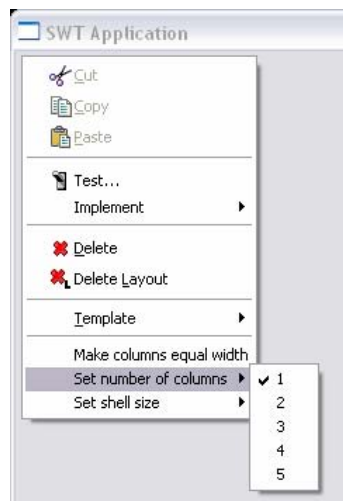 SWT Application
Cut
Copy
Paste
Test...
Implement
Delete
Delete Layout
Template
Make columns equal width
Set number of columns
Set shell size
1
2
3
4
5